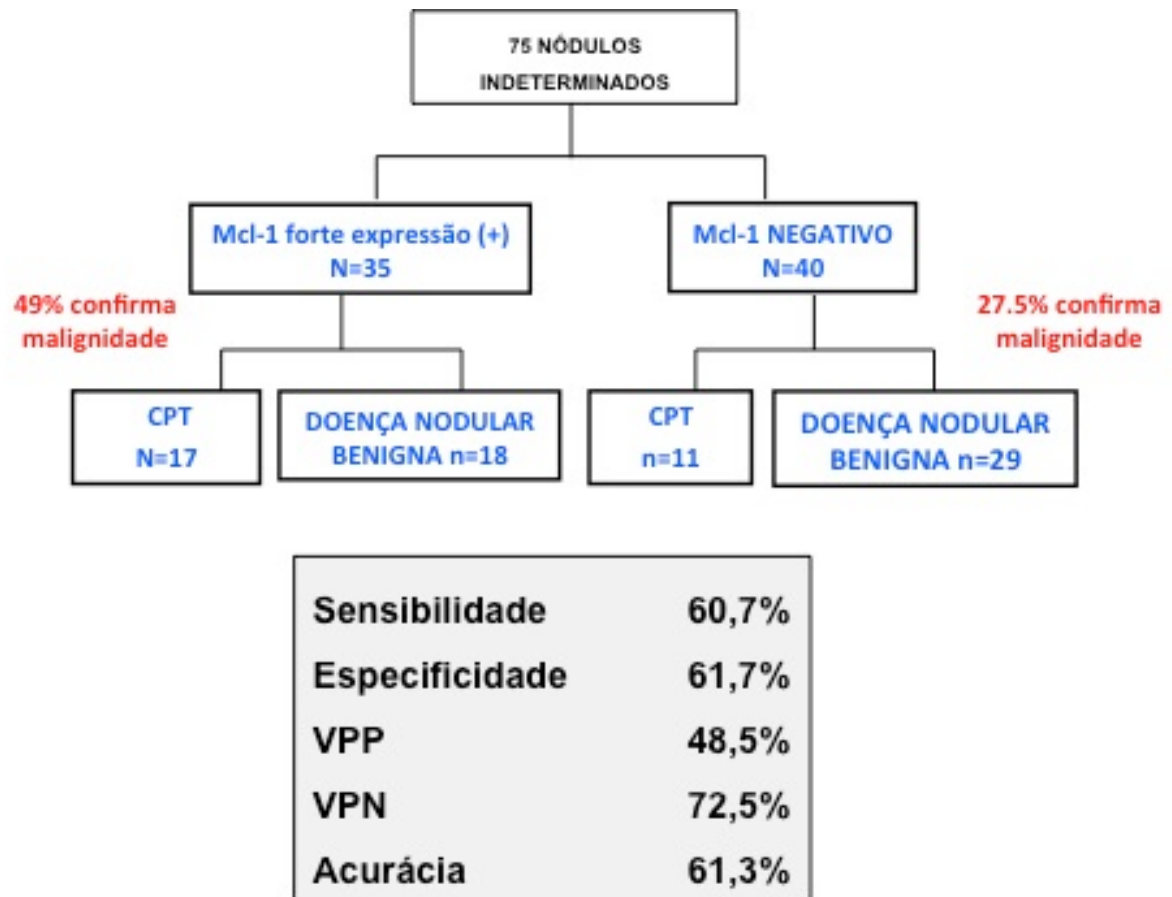 75 NÓDULOS
INDETERMINADOS
Mcl-1 forte expressão (+)
N=35
Mcl-1 NEGATIVO
N=40
49% confirma
malignidade
27.5% confirma
malignidade
CPT
N=17
DOENÇA NODULAR
BENIGNA n=18
CPT
n=11
DOENÇA NODULAR
BENIGNA n=29
Sensibilidade 60,7%
Especificidade 61,7%
VPP 48,5%
VPN 72,5%
Acurácia 61,3%